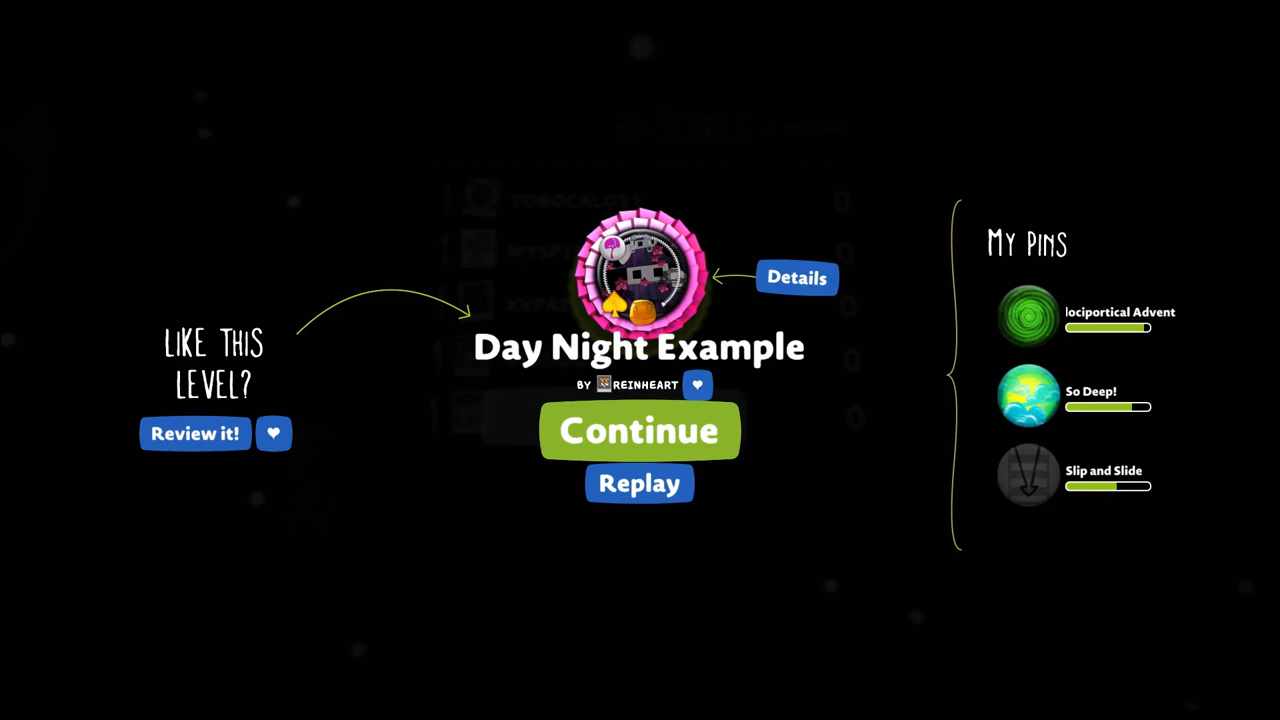 LIKE THIS
LEVEL?
Review it!
Details
Day Night Example
BY REINHEART
Continue
Replay
MY PINS
lociportical Advent
So Deep!
Slip and Slide